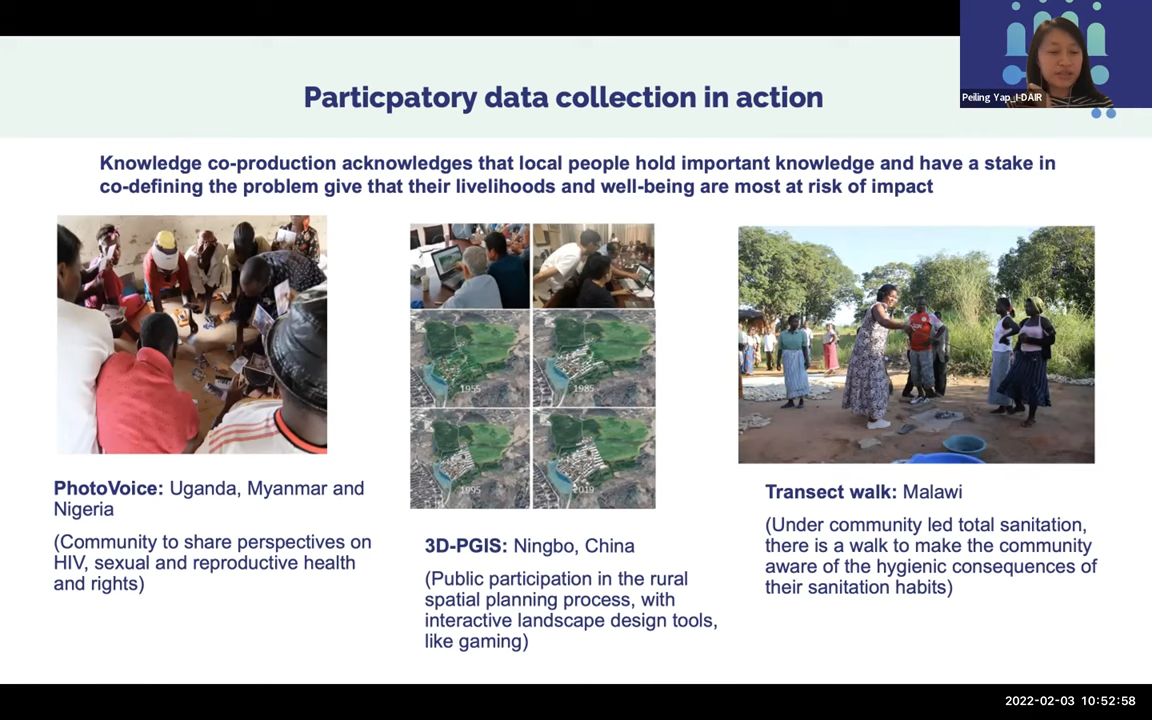 Particpatory data collection in action
Peiling Yap_I-DAIR
Knowledge co-production acknowledges that local people hold important knowledge and have a stake in
co-defining the problem give that their livelihoods and well-being are most at risk of impact
1955
1985
1995
2019
PhotoVoice: Uganda, Myanmar and
Nigeria
(Community to share perspectives on
HIV, sexual and reproductive health
and rights)
3D-PGIS: Ningbo, China
(Public participation in the rural
spatial planning process, with
interactive landscape design tools,
like gaming)
Transect walk: Malawi
(Under community led total sanitation,
there is a walk to make the community
aware of the hygienic consequences of
their sanitation habits)
2022-02-03 10:52:58